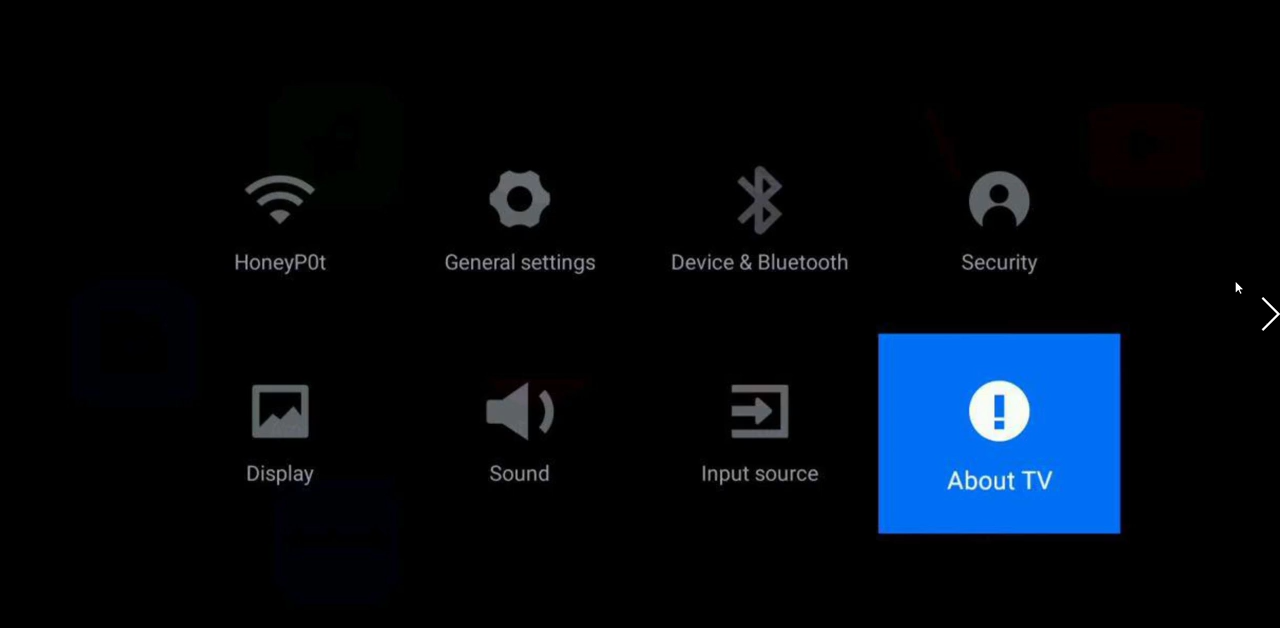 HoneyP0t
General settings
Device & Bluetooth
Security
Display
Sound
Input source
About TV